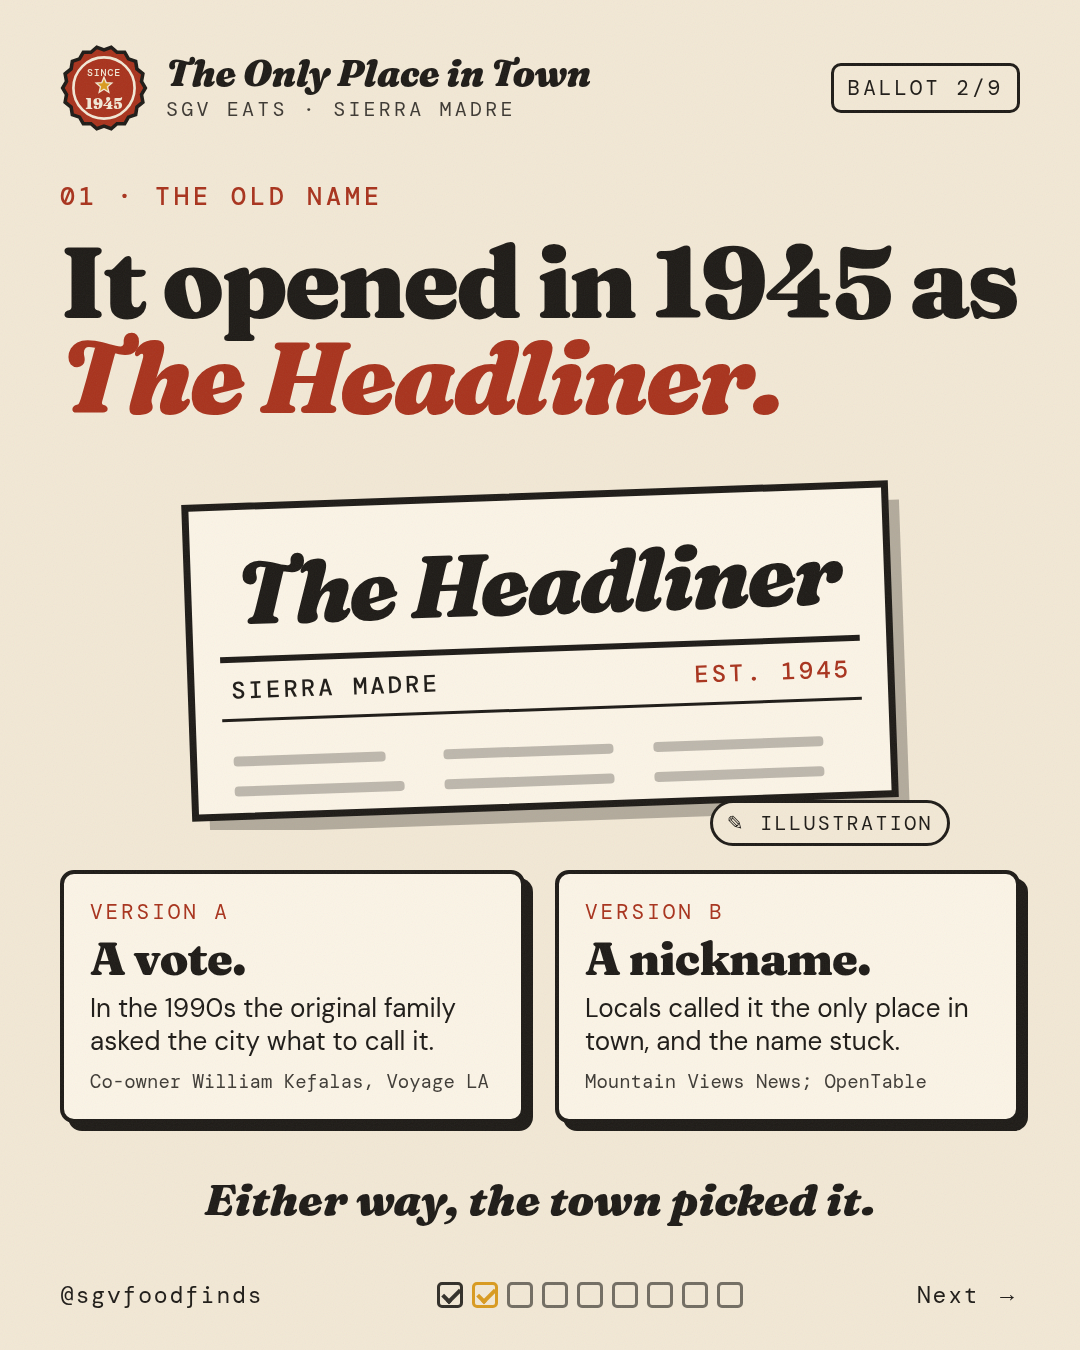 SINCE
1945
The Only Place in Town
SGV EATS · SIERRA MADRE
BALLOT 2/9
01 · THE OLD NAME
It opened in 1945 as
The Headliner.
The Headliner
SIERRA MADRE
EST. 1945
✎ ILLUSTRATION
VERSION A
A vote.
In the 1990s the original family
asked the city what to call it.
Co-owner William Kefalas, Voyage LA
VERSION B
A nickname.
Locals called it the only place in
town, and the name stuck.
Mountain Views News; OpenTable
Either way, the town picked it.
@sgvfoodfinds
Next →